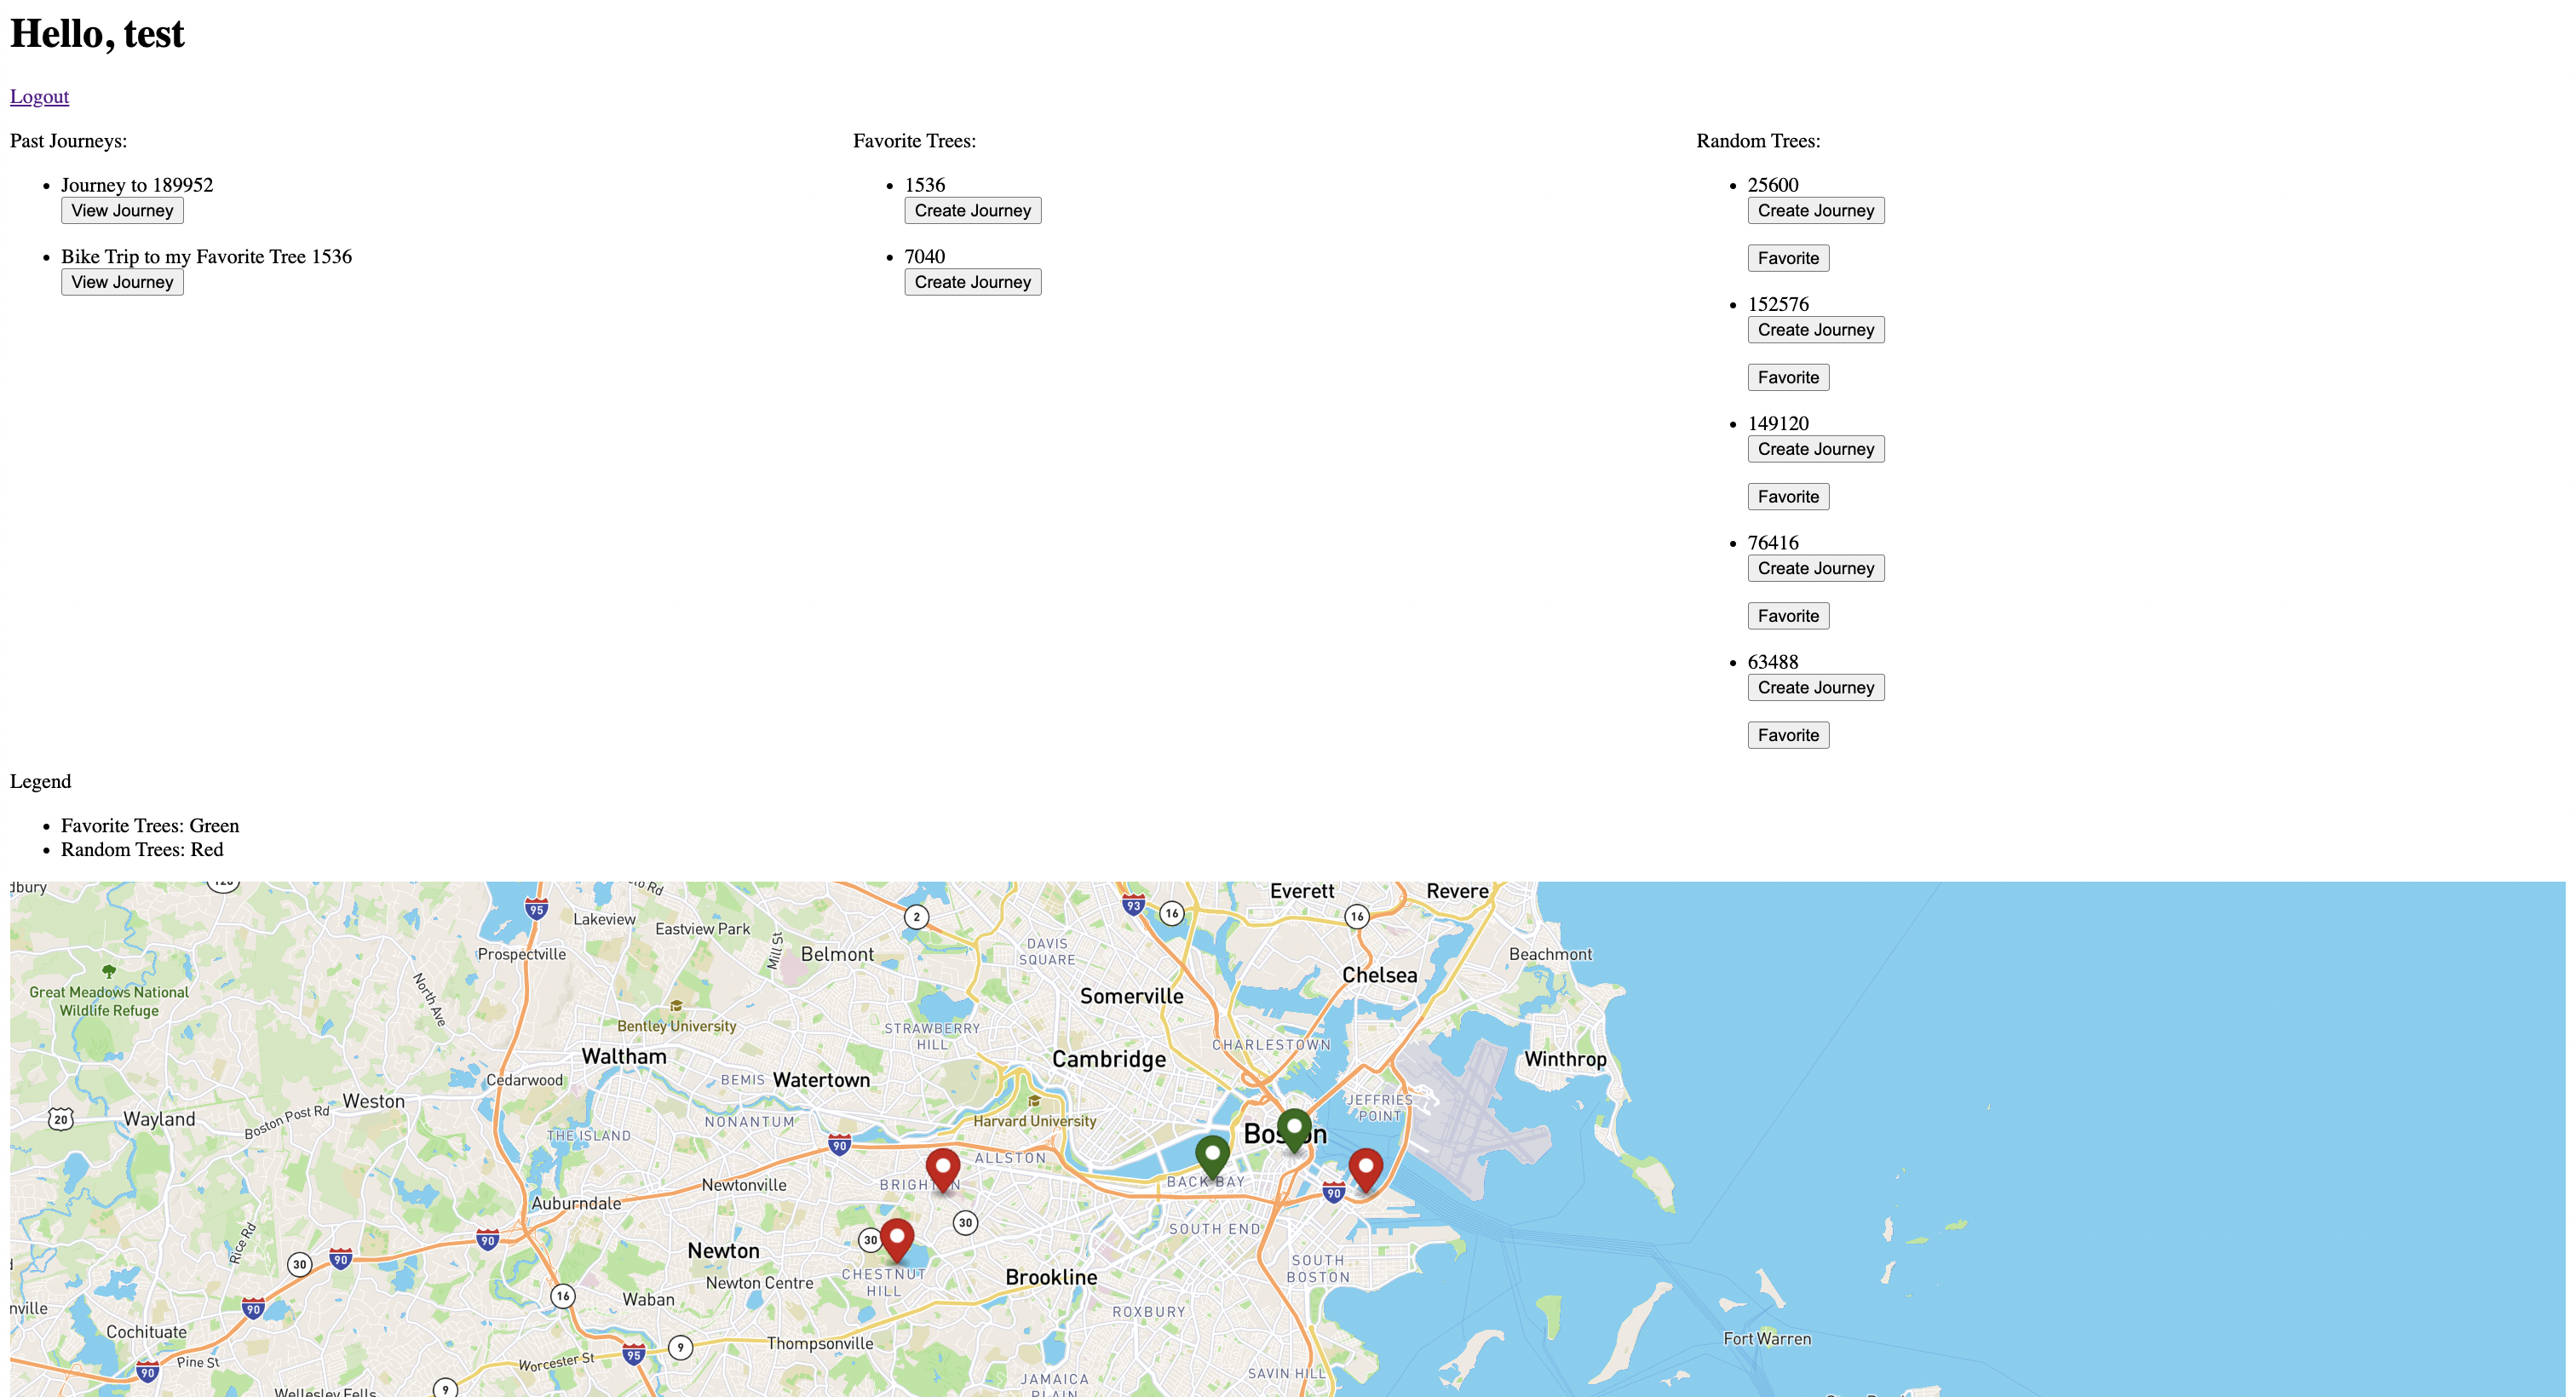 Hello, test
Logout
Past Journeys:
Journey to 189952
View Journey
Bike Trip to my Favorite Tree 1536
View Journey
Favorite Trees:
1536
Create Journey
7040
Create Journey
Random Trees:
25600
Create Journey
Favorite
152576
Create Journey
Favorite
149120
Create Journey
Favorite
76416
Create Journey
Favorite
63488
Create Journey
Favorite
Legend
Favorite Trees: Green
Random Trees: Red
95
Lakeview
2
93
16
Everett
16
Revere
Eastview Park
Mill St
Belmont
DAVIS
SQUARE
Prospectville
Beachmont
Chelsea
North Ave
Great Meadows National
Wildlife Refuge
Somerville
Bentley University
STRAWBERRY
HILL
CHARLESTOWN
Waltham
Cambridge
Winthrop
Cedarwood
BEMIS
Watertown
Weston
JEFFRIES
POINT
20
Wayland
Boston Post Rd
NONANTUM
Harvard University
THE ISLAND
90
ALLSTON
BRIGHT
BACK BAY
90
Newtonville
Auburndale
Rice Rd
30
SOUTH END
90
30
Newton
90
30
CHESTNUT
HILL
Newton Centre
Brookline
SOUTH
BOSTON
16
Waban
90
ROXBURY
Cochituate
Thompsonville
Fort Warren
9
95
Worcester St
Pine St
90
SAVIN HILL
JAMAICA
9